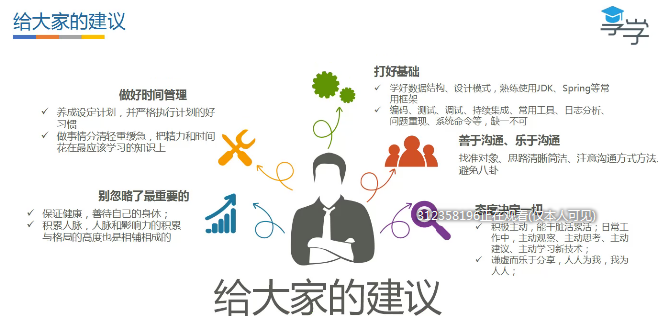 给大家的建议
学学
做好时间管理
✓ 养成设定计划，并严格执行计划的好
习惯
✓ 做事情分清轻重缓急，把精力和时间
花在最应该学习的知识上
别忽略了最重要的
✓ 保证健康，善待自己的身体；
✓ 积累人脉，人脉和影响力的积累
与格局的高度也是相辅相成的
打好基础
✓ 学好数据结构、设计模式，熟练使用JDK、Spring等常
用框架
✓ 编码、测试、调试、持续集成、常用工具、日志分析、
问题重现、系统命令等，缺一不可
善于沟通、乐于沟通
找准对象、思路清晰简洁、注意沟通方式方法、
避免八卦
态度决定一切
正在观看(仅本人可见)
✓ 积极主动，能干脏活累活；日常工
作中，主动观察、主动思考、主动
建议、主动学习新技术；
✓ 谦虚而乐于分享，人人为我，我为
人人；
给大家的建议